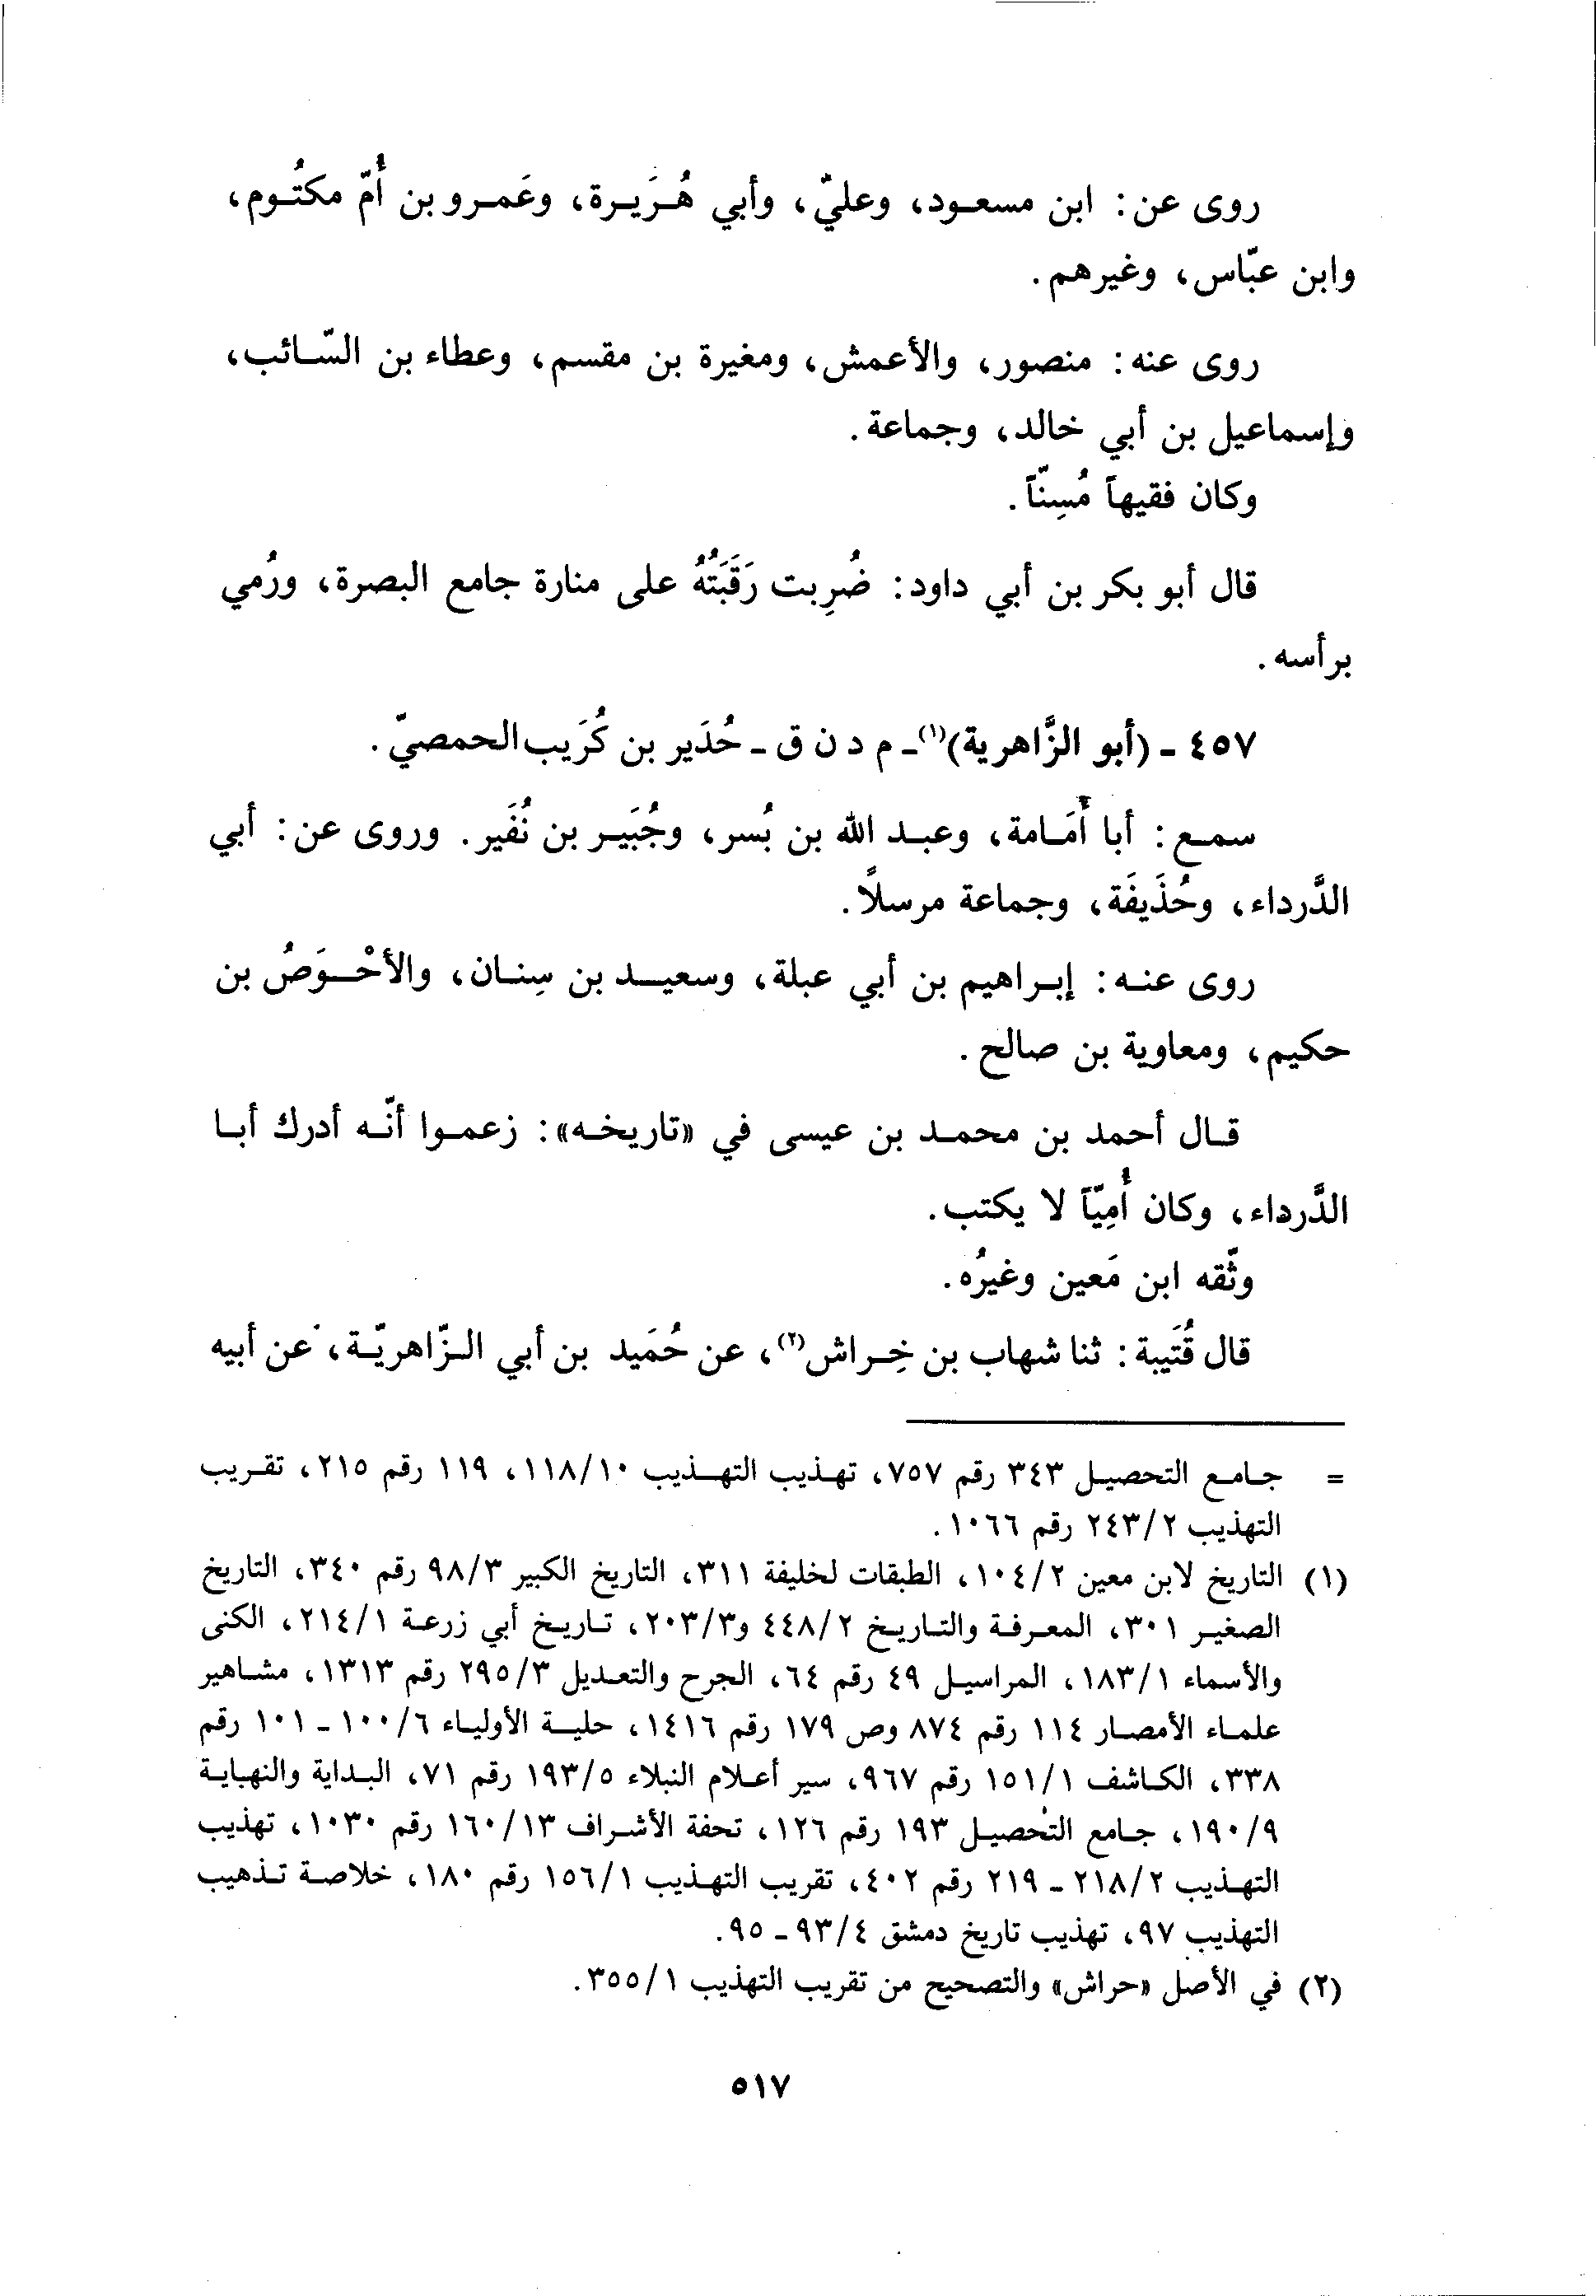 روى عن: ابن مسعود، وعليّ، وأبي هُرَيرة، وعَمرو بن أُمّ مكتُوم،
وابن عبّاس، وغيرهم.
روى عنه: منصور، والأعمش، ومغيرة بن مقسم، وعطاء بن السّائب،
وإسماعيل بن أبي خالد، وجماعة.
وكان فقيهاً مُسِنّاً.
قال أبو بكر بن أبي داود: ضُرِبت رَقَبَتُهُ على منارة جامع البصرة، ورُمي
برأسه.
٤٥٧ - (أبو الزَّاهرية)(١) - م د ن ق - حُدَير بن كُرَيب الحمصيّ.
سمع: أبا أُمَامة، وعبد الله بن بُسر، وجُبَير بن نُفَير. وروى عن: أبي
الدَّرداء، وحُذَيفَة، وجماعة مرسلاً.
روى عنه: إبراهيم بن أبي عبلة، وسعيد بن سِنان، والأحْوَصُ بن
حكيم، ومعاوية بن صالح.
قال أحمد بن محمد بن عيسى في «تاريخه»: زعموا أنّه أدرك أبا
الدَّرداء، وكان أُمِيّاً لا يكتب.
وثّقه ابن مَعين وغيرُه.
قال قُتَيبة: ثنا شهاب بن خِراش(٢)، عن حُمَيد بن أبي الزّاهريّة، عن أبيه
= جامع التحصيل ٣٤٣ رقم ٧٥٧، تهذيب التهذيب ١١٨/١٠، ١١٩ رقم ٢١٥، تقريب
التهذيب ٢٤٣/٢ رقم ١٠٦٦.
(١) التاريخ لابن معين ١٠٤/٢، الطبقات لخليفة ٣١١، التاريخ الكبير ٩٨/٣ رقم ٣٤٠، التاريخ
الصغير ٣٠١، المعرفة والتاريخ ٤٤٨/٢ و٢٠٣/٣، تاريخ أبي زرعة ٢١٤/١، الكنى
والأسماء ١٨٣/١، المراسيل ٤٩ رقم ٦٤، الجرح والتعديل ٢٩٥/٣ رقم ١٣١٣، مشاهير
علماء الأمصار ١١٤ رقم ٨٧٤ وص ١٧٩ رقم ١٤١٦، حلية الأولياء ١٠٠/٦ - ١٠١ رقم
٣٣٨، الكاشف ١٥١/١ رقم ٩٦٧، سير أعلام النبلاء ١٩٣/٥ رقم ٧١، البداية والنهاية
١٩٠/٩، جامع التحصيل ١٩٣ رقم ١٢٦، تحفة الأشراف ١٦٠/١٣ رقم ١٠٣٠، تهذيب
التهذيب ٢١٨/٢ - ٢١٩ رقم ٤٠٢، تقريب التهذيب ١٥٦/١ رقم ١٨٠، خلاصة تذهيب
التهذيب ٩٧، تهذيب تاريخ دمشق ٩٣/٤ - ٩٥.
(٢) في الأصل «حراش» والتصحيح من تقريب التهذيب ٣٥٥/١.
٥١٧